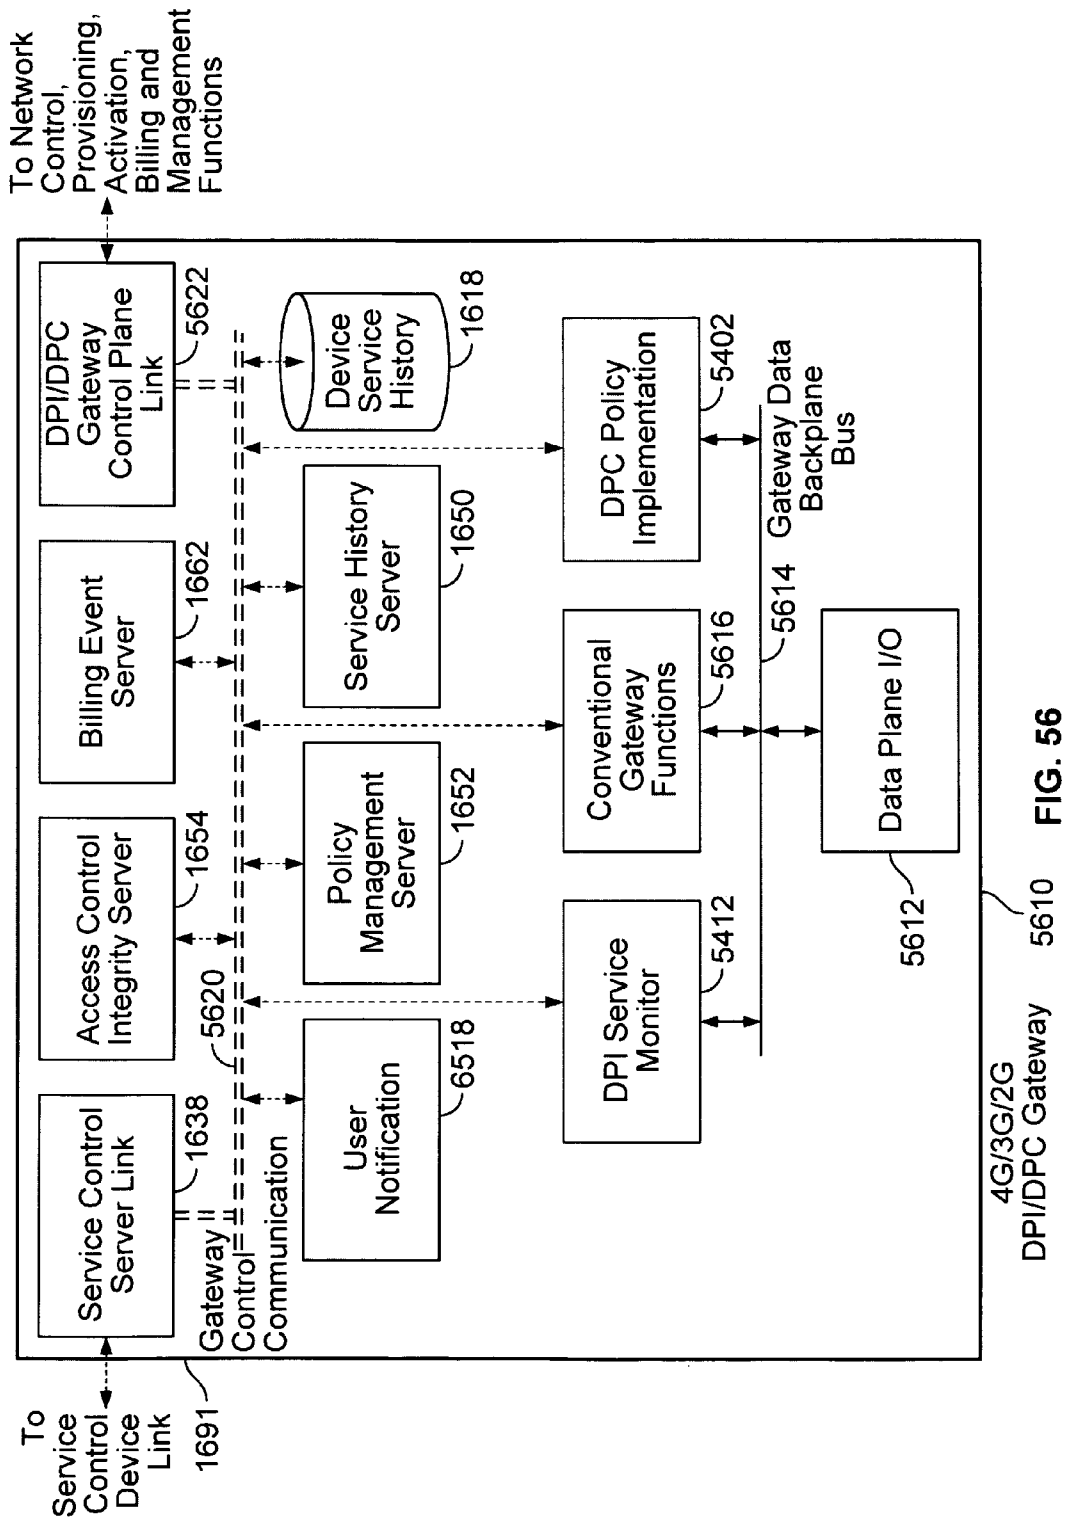 To
Service
Control
Device
Link
1691
Service Control
Server Link
1638
Access Control
Integrity Server
1654
Billing Event
Server
1662
DPI/DPC
Gateway
Control Plane
Link
5622
To Network
Control,
Provisioning,
Activation,
Billing and
Management
Functions
Gateway
Control
Communication
5620
User
Notification
6518
Policy
Management
Server
1652
Service History
Server
1650
Device
Service
History
1618
DPI Service
Monitor
5412
Conventional
Gateway
Functions
5616
DPC Policy
Implementation
5402
5614
Gateway Data
Backplane
Bus
Data Plane I/O
5612
4G/3G/2G
DPI/DPC Gateway
5610
FIG. 56